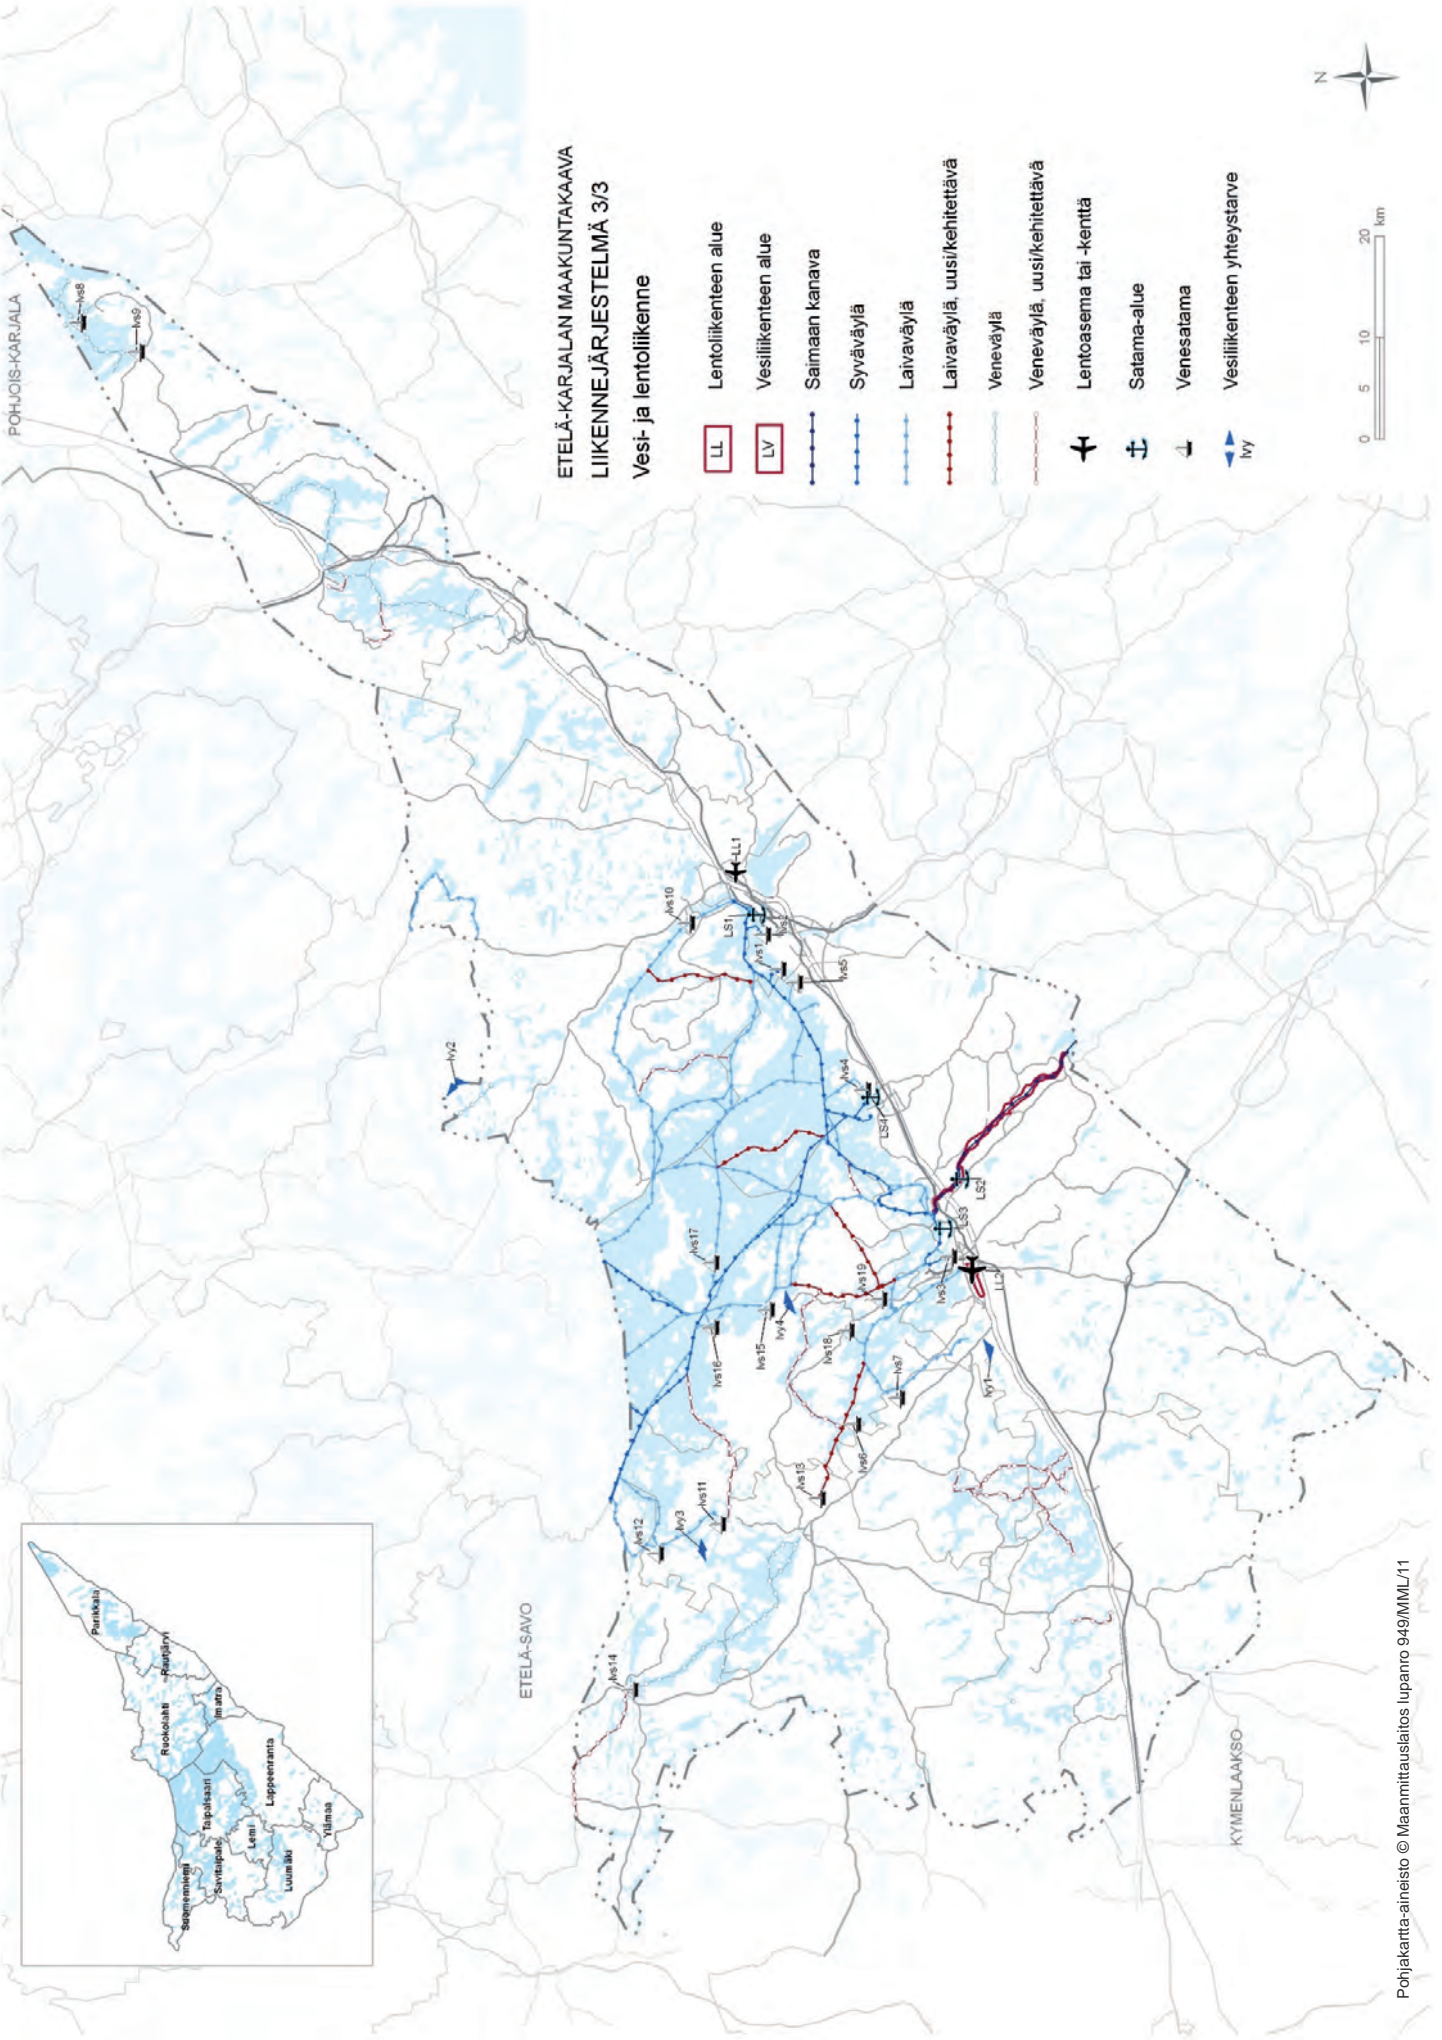 ETELÄ-KARJALAN MAAKUNTAKAAVA
LIIKENNEJÄRJESTELMÄ 3/3
Vesi- ja lentoliikenne
LL
Lentoliikenteen alue
LV
Vesiliikenteen alue
Saimaan kanava
Syväväylä
Laivaväylä
Laivaväylä, uusi/kehitettävä
Veneväylä
Veneväylä, uusi/kehitettävä
Lentoasema tai -kenttä
Satama-alue
Venesatama
lvy
Vesiliikenteen yhteystarve
0
5
10
20
km
N
POHJOIS-KARJALA
ETELÄ-SAVO
KYMENLAAKSO
Parikkala
Rautjärvi
Ruokolahti
Imatra
Taipalsaari
Lappeenranta
Suomenniemi
Savitaipale
Lemi
Luumäki
Ylämaa
lvs8
lvs9
LL1
lvs10
LS1
lvs2
lvs1
lvs5
lvy2
lvs4
LS4
LS2
LS3
lvs3
LL2
lvs17
lvs19
lvy4
lvs15
lvs16
lvs18
lvs7
lvy1
lvs6
lvs13
lvs11
lvy3
lvs12
lvs14
Pohjakartta-aineisto © Maanmittauslaitos lupanro 949/MML/11